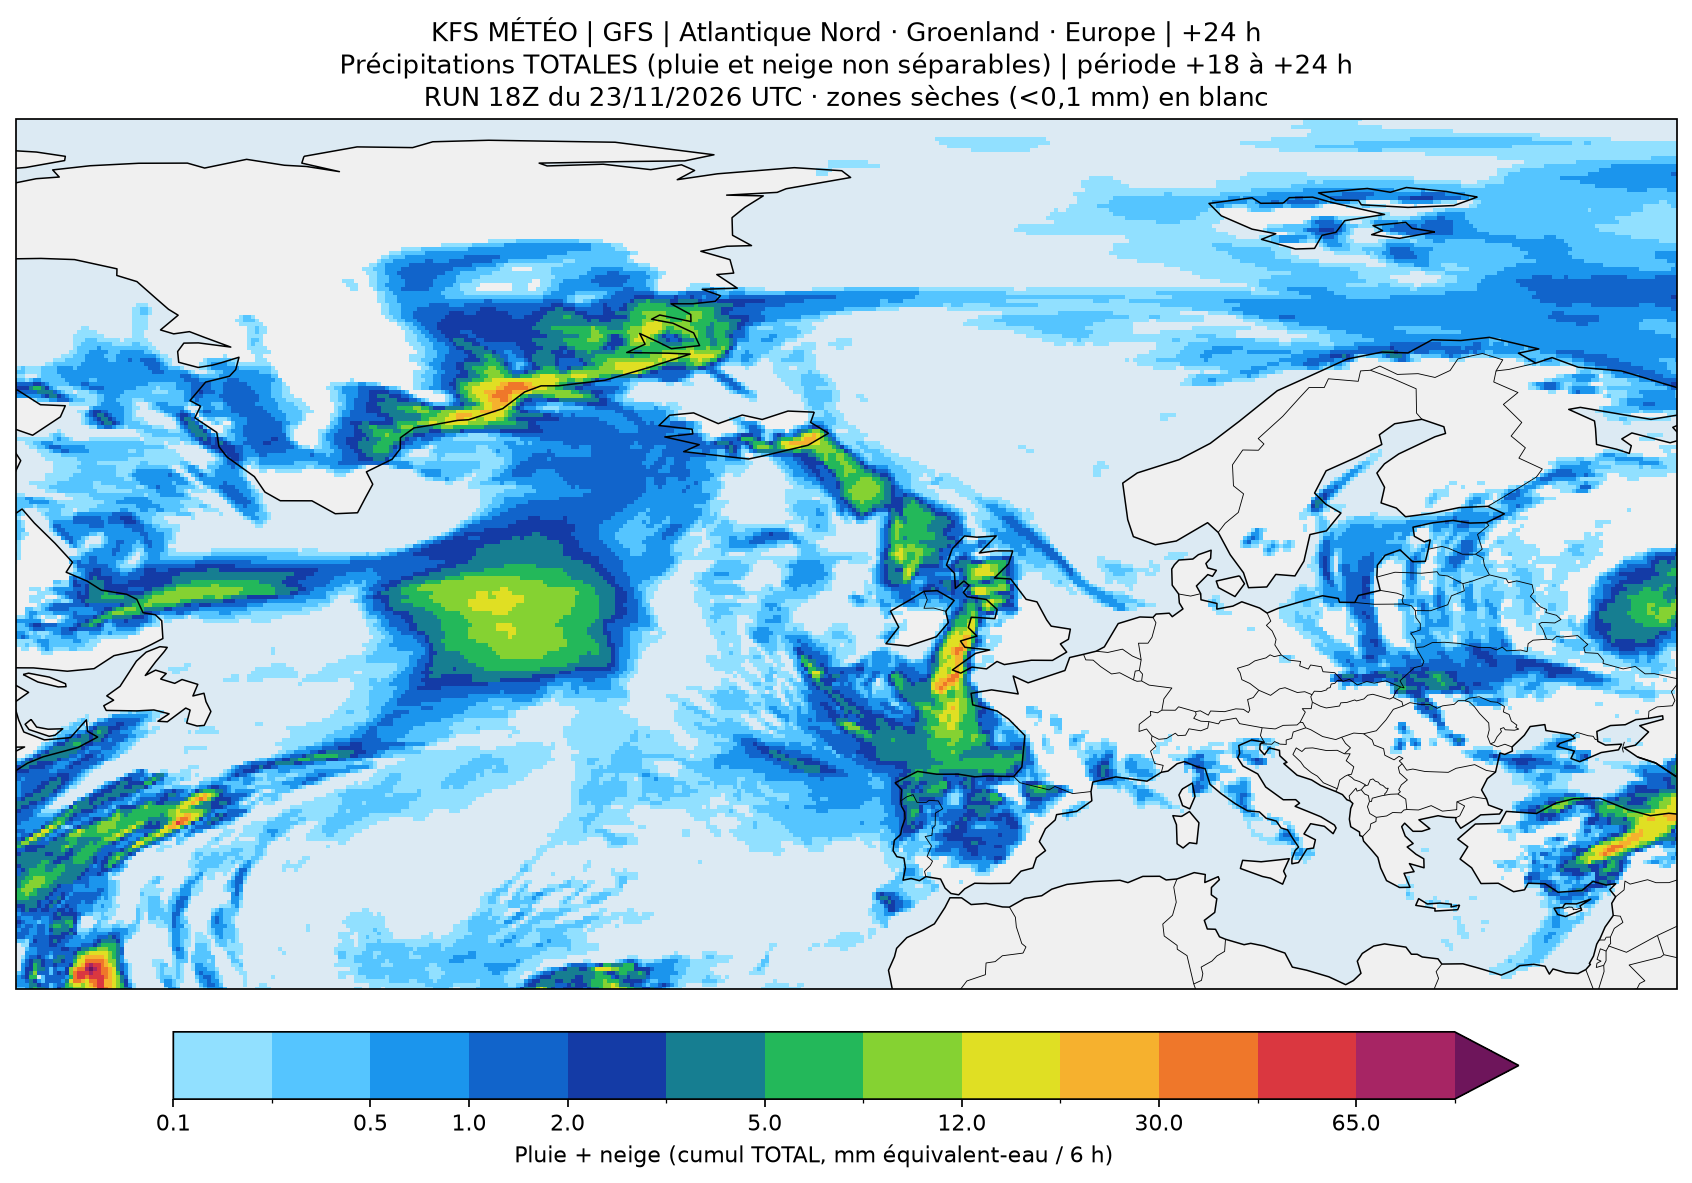 KFS MÉTÉO | GFS | Atlantique Nord · Groenland · Europe | +24 h
Précipitations TOTALES (pluie et neige non séparables) | période +18 à +24 h
RUN 18Z du 23/11/2026 UTC · zones sèches (<0,1 mm) en blanc
0.1 0.5 1.0 2.0 5.0 12.0 30.0 65.0
Pluie + neige (cumul TOTAL, mm équivalent-eau / 6 h)